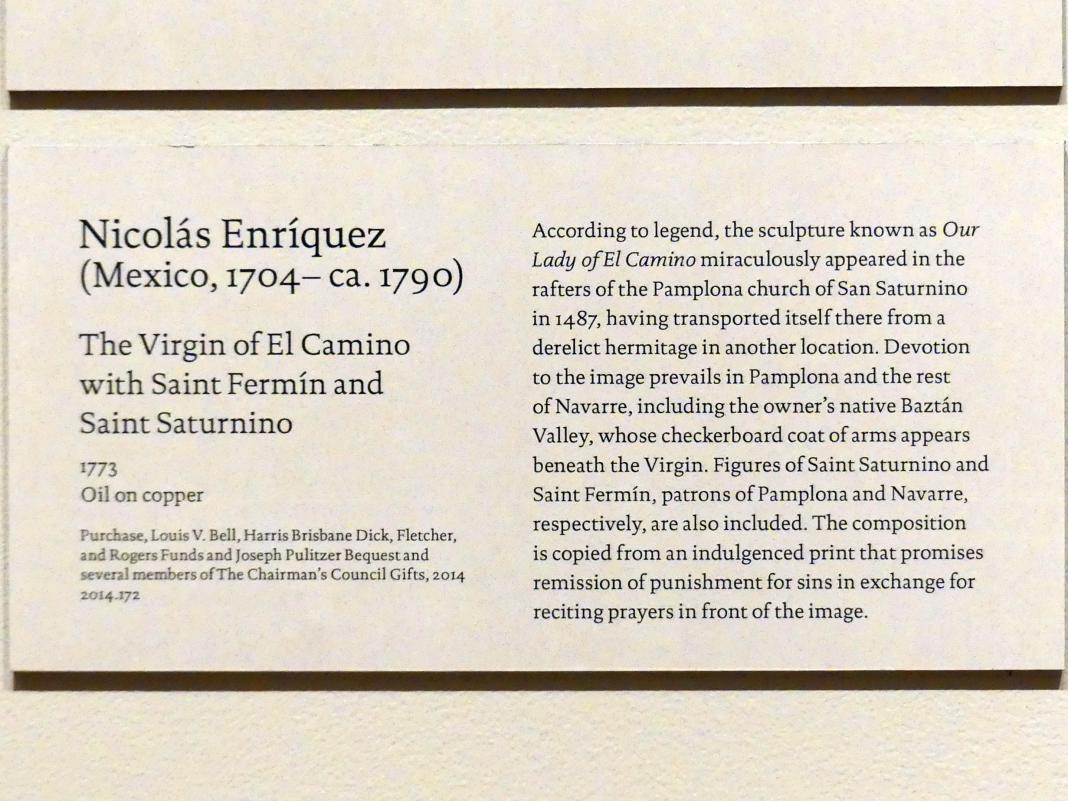 Nicolás Enríquez
(Mexico, 1704– ca. 1790)
The Virgin of El Camino
with Saint Fermín and
Saint Saturnino
1773
Oil on copper
Purchase, Louis V. Bell, Harris Brisbane Dick, Fletcher,
and Rogers Funds and Joseph Pulitzer Bequest and
several members of The Chairman's Council Gifts, 2014
2014.172
According to legend, the sculpture known as Our
Lady of El Camino miraculously appeared in the
rafters of the Pamplona church of San Saturnino
in 1487, having transported itself there from a
derelict hermitage in another location. Devotion
to the image prevails in Pamplona and the rest
of Navarre, including the owner's native Baztán
Valley, whose checkerboard coat of arms appears
beneath the Virgin. Figures of Saint Saturnino and
Saint Fermín, patrons of Pamplona and Navarre,
respectively, are also included. The composition
is copied from an indulgenced print that promises
remission of punishment for sins in exchange for
reciting prayers in front of the image.